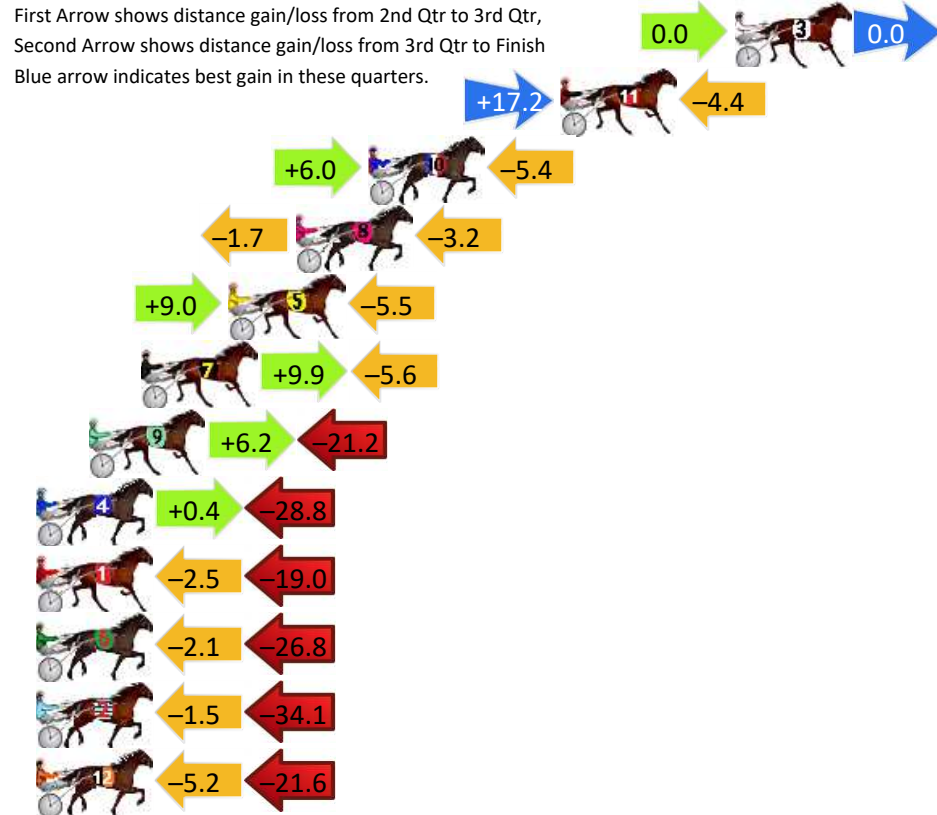 First Arrow shows distance gain/loss from 2nd Qtr to 3rd Qtr,
Second Arrow shows distance gain/loss from 3rd Qtr to Finish
Blue arrow indicates best gain in these quarters.
0.0 3 0.0
+17.2 11 –4.4
+6.0 10 –5.4
–1.7 8 –3.2
+9.0 5 –5.5
7 +9.9 –5.6
9 +6.2 –21.2
4 +0.4 –28.8
1 –2.5 –19.0
6 –2.1 –26.8
2 –1.5 –34.1
12 –5.2 –21.6